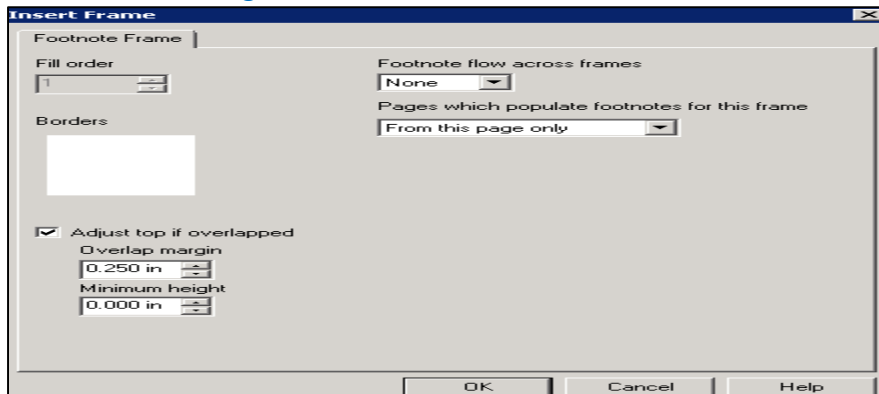 Insert Frame
Footnote Frame
Fill order
1
Footnote flow across frames
None
Pages which populate footnotes for this frame
From this page only
Borders
Adjust top if overlapped
Overlap margin
0.250 in
Minimum height
0.000 in
OK
Cancel
Help